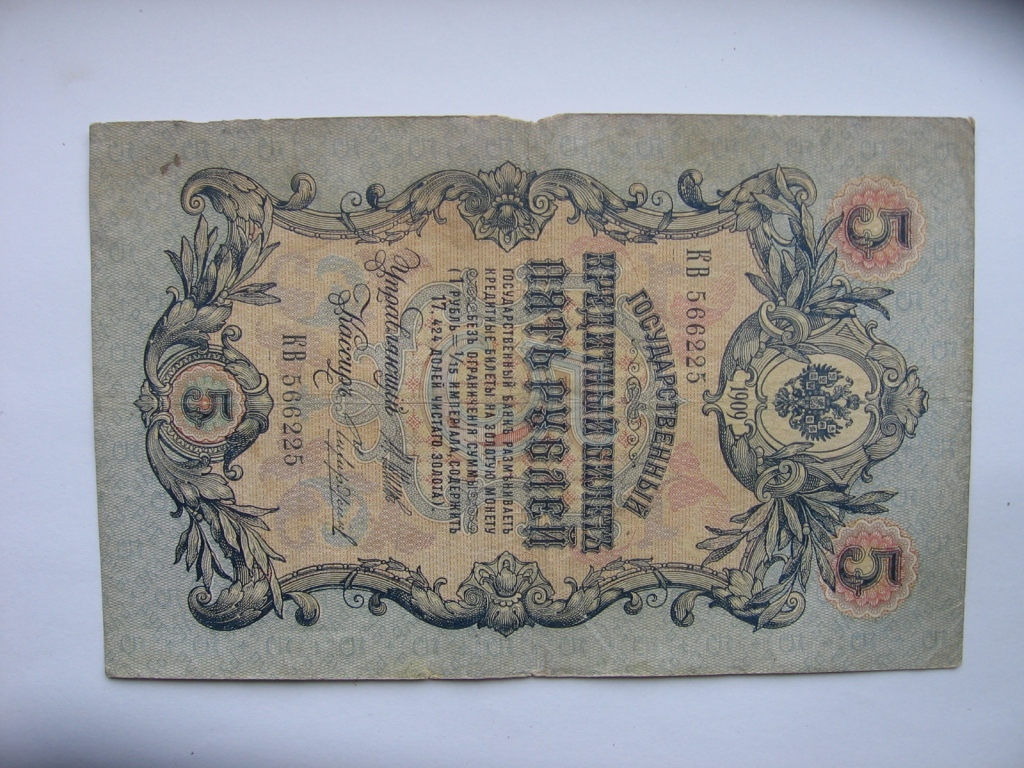 5 5
1909
ГОСУДАРСТВЕННЫЙ
КВ 566225
КРЕДИТНЫЙ БИЛЕТЪ
ПЯТЬ РУБЛЕЙ
ГОСУДАРСТВЕННЫЙ БАНКЪ РАЗМѢНИВАЕТЪ
КРЕДИТНЫЕ БИЛЕТЫ НА ЗОЛОТУЮ МОНЕТУ
БЕЗЪ ОГРАНИЧЕНІЯ СУММЫ
(1 РУБЛЬ = 1/15 ИМПЕРІАЛА, СОДЕРЖИТЪ
17,424 ДОЛЕЙ ЧИСТАГО ЗОЛОТА)
Управляющій
Кассиръ
КВ 566225
5